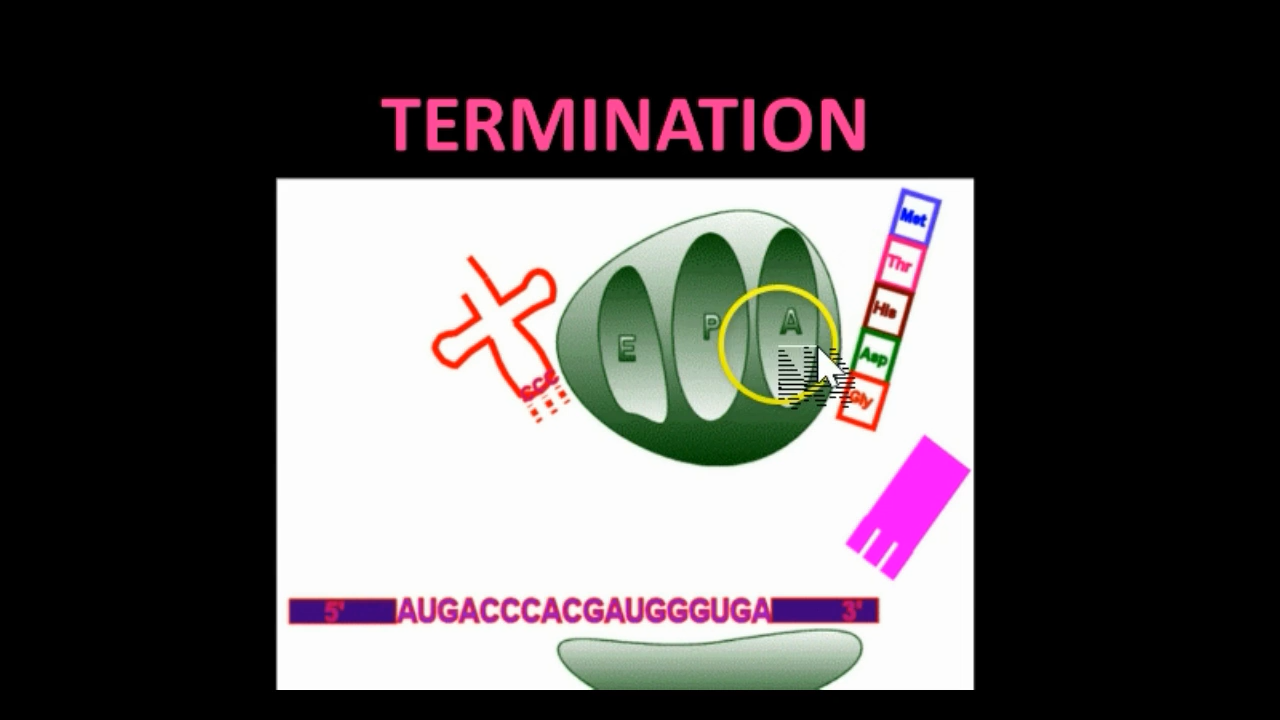 TERMINATION
Met
Thr
His
Asp
Gly
E
P
A
5' AUGACCCACGAUGGGUGA 3'